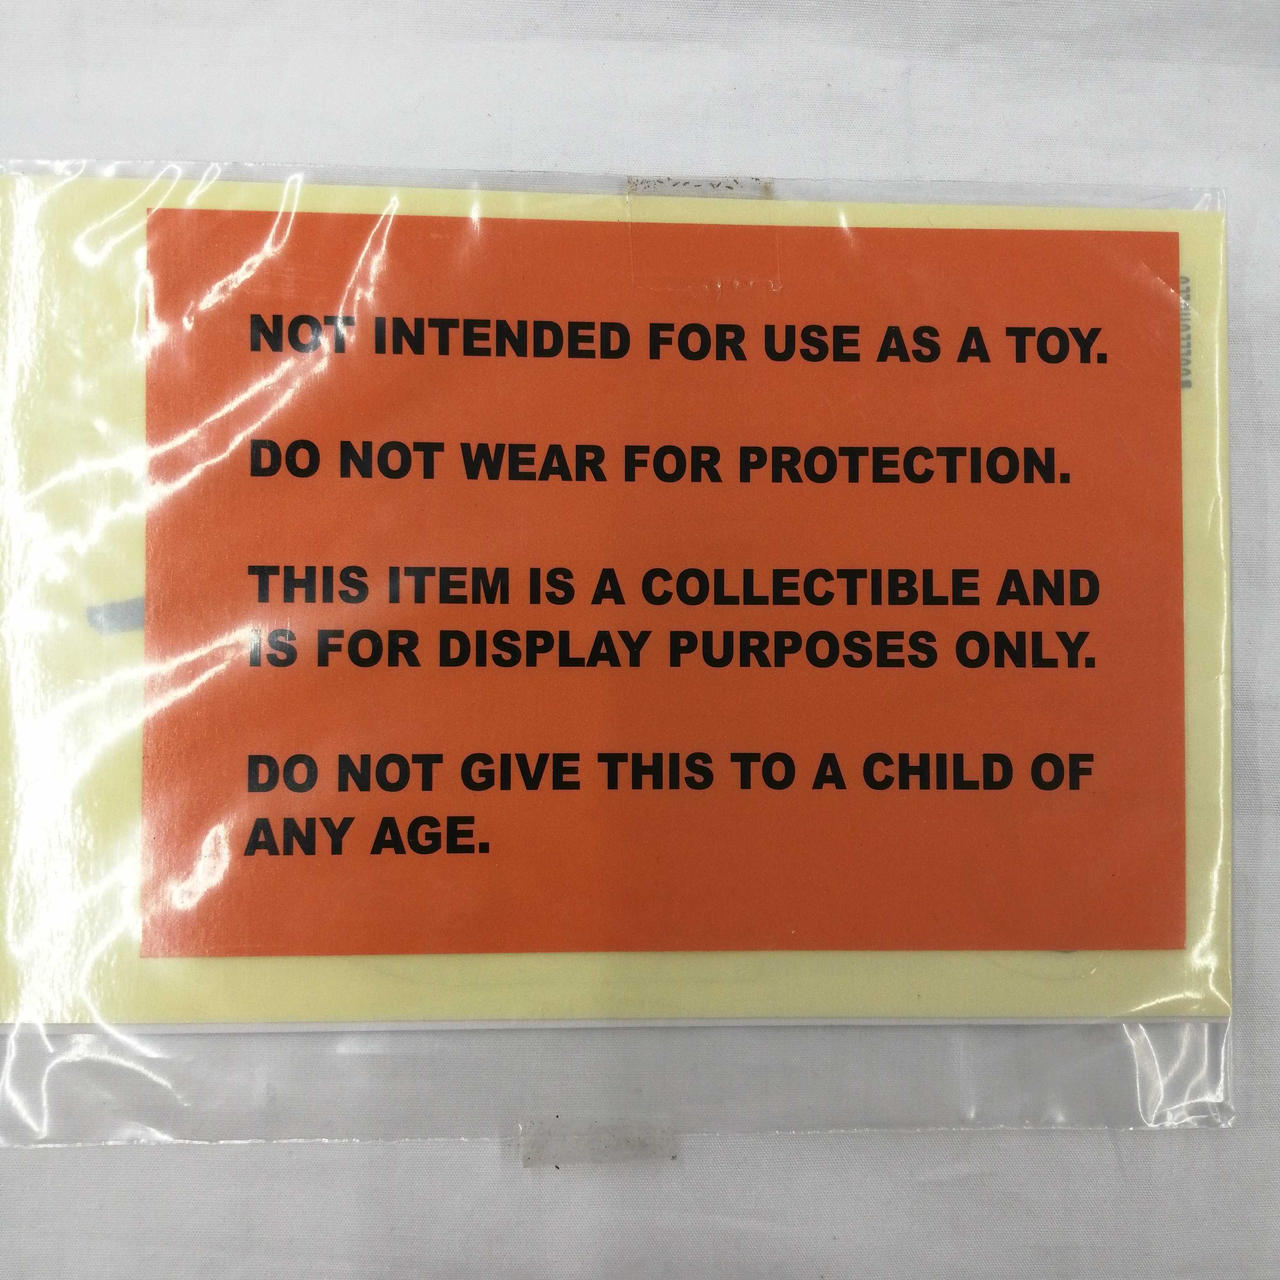 NOT INTENDED FOR USE AS A TOY.
DO NOT WEAR FOR PROTECTION.
THIS ITEM IS A COLLECTIBLE AND
IS FOR DISPLAY PURPOSES ONLY.
DO NOT GIVE THIS TO A CHILD OF
ANY AGE.